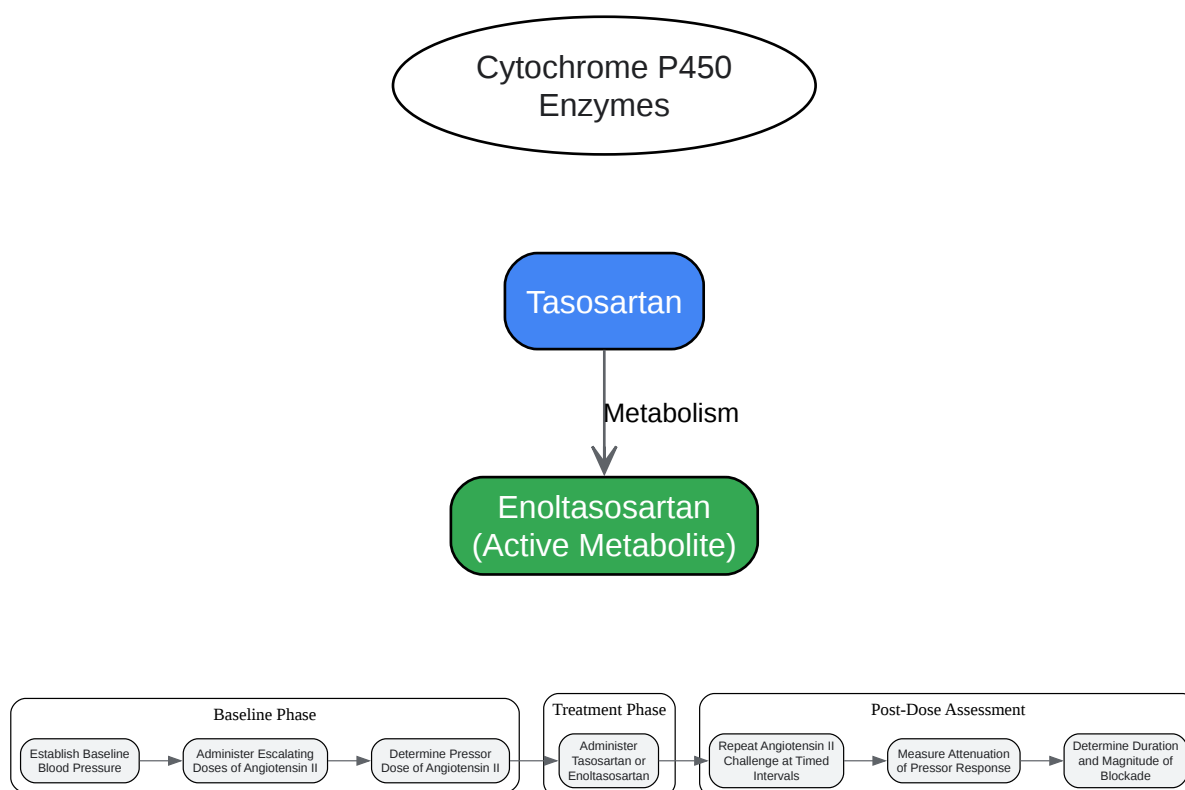 Cytochrome P450
Enzymes
Tasosartan
Metabolism
Enoltasosartan
(Active Metabolite)
Baseline Phase
Establish Baseline
Blood Pressure
Administer Escalating
Doses of Angiotensin II
Determine Pressor
Dose of Angiotensin II
Treatment Phase
Administer
Tasosartan or
Enoltasosartan
Post-Dose Assessment
Repeat Angiotensin II
Challenge at Timed
Intervals
Measure Attenuation
of Pressor Response
Determine Duration
and Magnitude of
Blockade